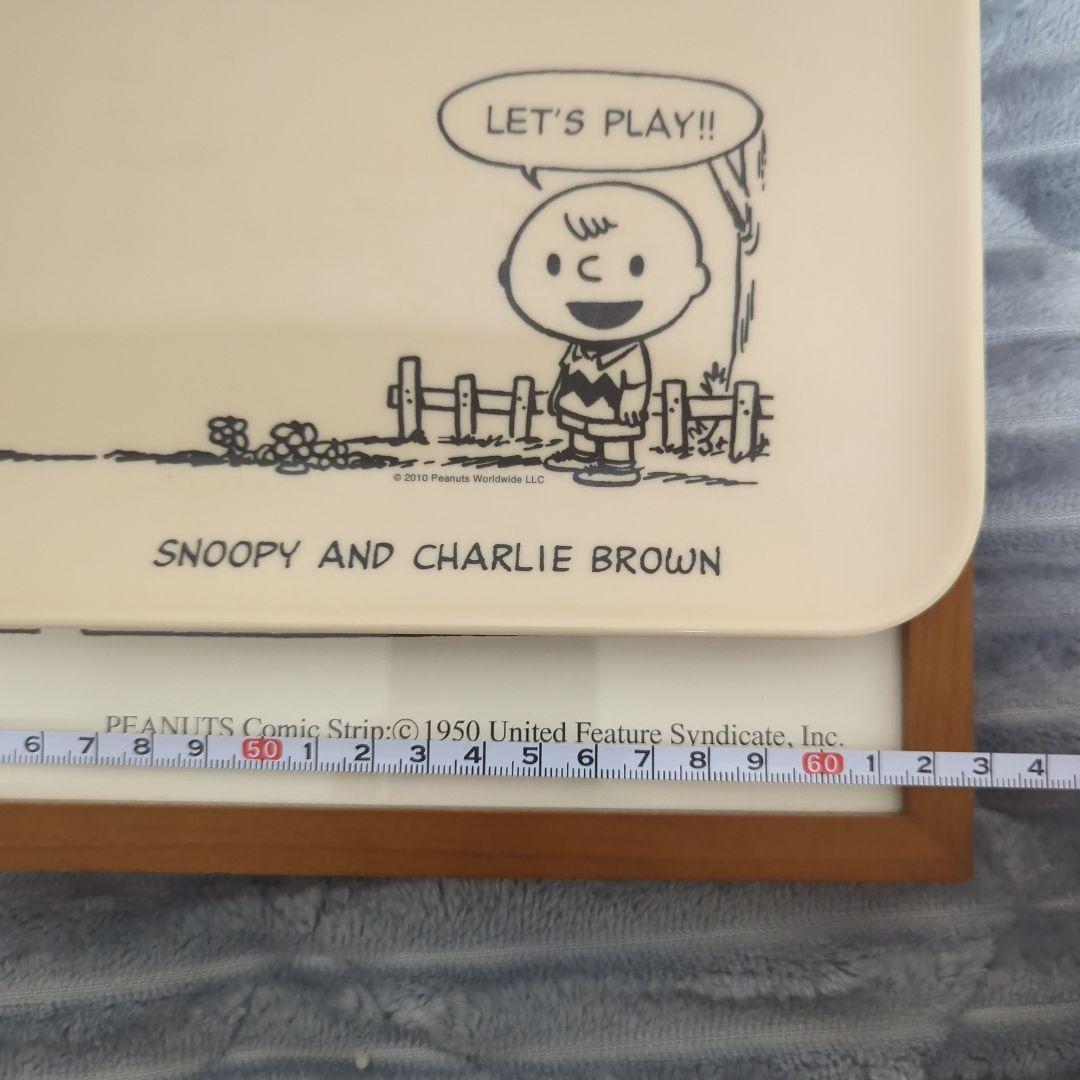 LET'S PLAY!!
© 2010 Peanuts Worldwide LLC
SNOOPY AND CHARLIE BROWN
PEANUTS Comic Strip:© 1950 United Feature Syndicate, Inc.
6 7 8 9 50 1 2 3 4 5 6 7 8 9 60 1 2 3 4